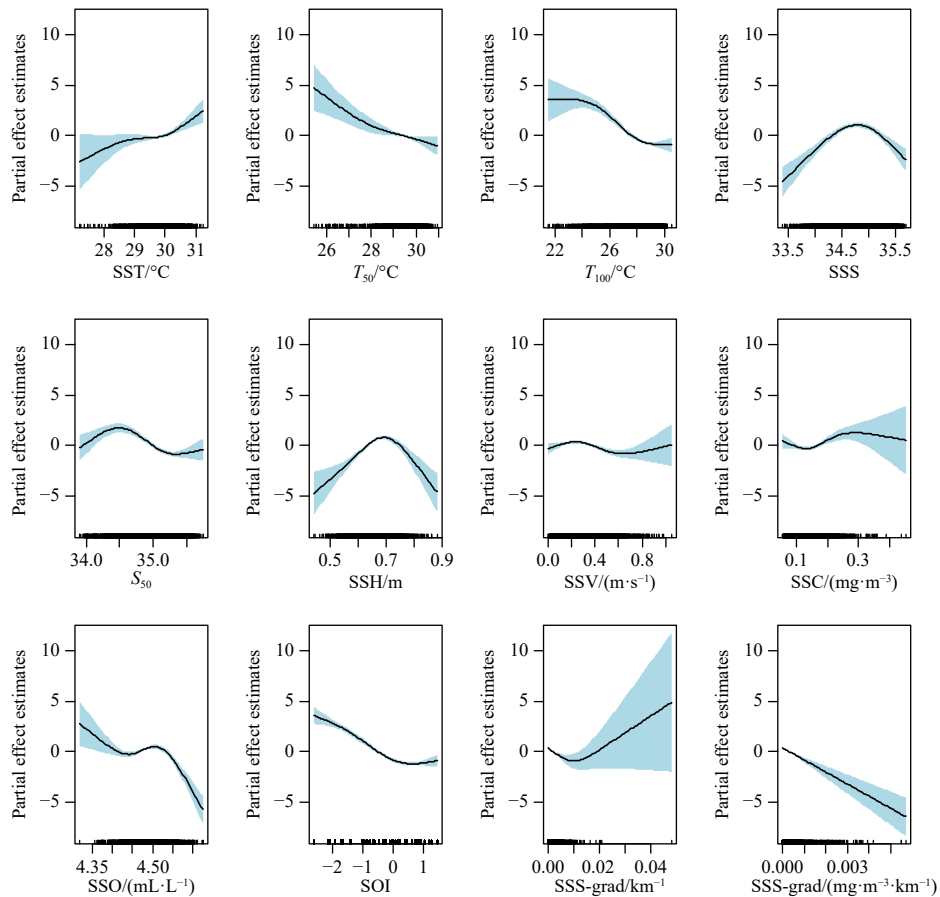 Partial effect estimates
10
5
0
−5
28 29 30 31
SST/°C
Partial effect estimates
10
5
0
−5
26 28 30
T₅₀/°C
Partial effect estimates
10
5
0
−5
22 24 26 28 30
T₁₀₀/°C
Partial effect estimates
10
5
0
−5
33.5 34.5 35.5
SSS
Partial effect estimates
10
5
0
−5
34.0 35.0
S₅₀
Partial effect estimates
10
5
0
−5
0.5 0.7 0.9
SSH/m
Partial effect estimates
10
5
0
−5
0.0 0.4 0.8
SSV/(m·s⁻¹)
Partial effect estimates
10
5
0
−5
0.1 0.3
SSC/(mg·m⁻³)
Partial effect estimates
10
5
0
−5
4.35 4.50
SSO/(mL·L⁻¹)
Partial effect estimates
10
5
0
−5
−2 −1 0 1
SOI
Partial effect estimates
10
5
0
−5
0.00 0.02 0.04
SSS-grad/km⁻¹
Partial effect estimates
10
5
0
−5
0.000 0.003
SSS-grad/(mg·m⁻³·km⁻¹)